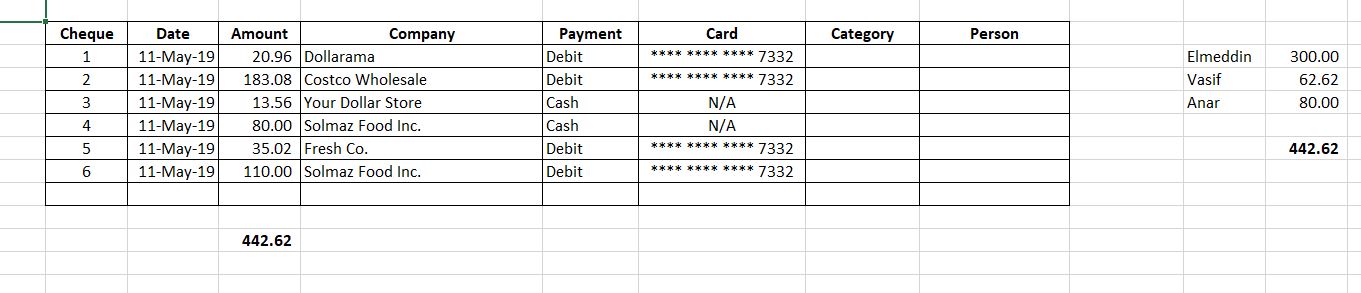 Cheque Date Amount Company Payment Card Category Person
1 11-May-19 20.96 Dollarama Debit **** **** **** 7332 Elmeddin 300.00
2 11-May-19 183.08 Costco Wholesale Debit **** **** **** 7332 Vasif 62.62
3 11-May-19 13.56 Your Dollar Store Cash N/A Anar 80.00
4 11-May-19 80.00 Solmaz Food Inc. Cash N/A
5 11-May-19 35.02 Fresh Co. Debit **** **** **** 7332 442.62
6 11-May-19 110.00 Solmaz Food Inc. Debit **** **** **** 7332
442.62